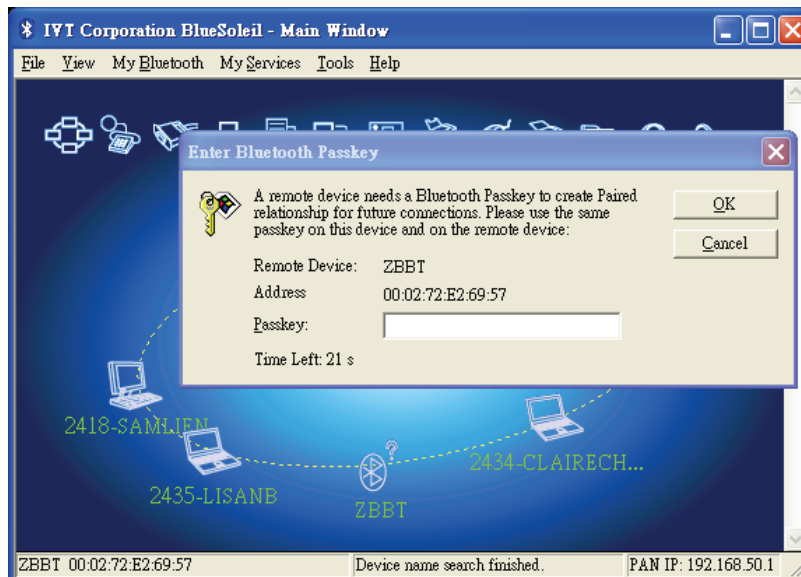 IVT Corporation BlueSoleil - Main Window
File View My Bluetooth My Services Tools Help
Enter Bluetooth Passkey
A remote device needs a Bluetooth Passkey to create Paired
relationship for future connections. Please use the same
passkey on this device and on the remote device:
OK
Cancel
Remote Device: ZBBT
Address 00:02:72:E2:69:57
Passkey:
Time Left: 21 s
2418-SAMLIEN
2435-LISANB
ZBBT
2434-CLAIRECH...
ZBBT 00:02:72:E2:69:57 Device name search finished. PAN IP: 192.168.50.1